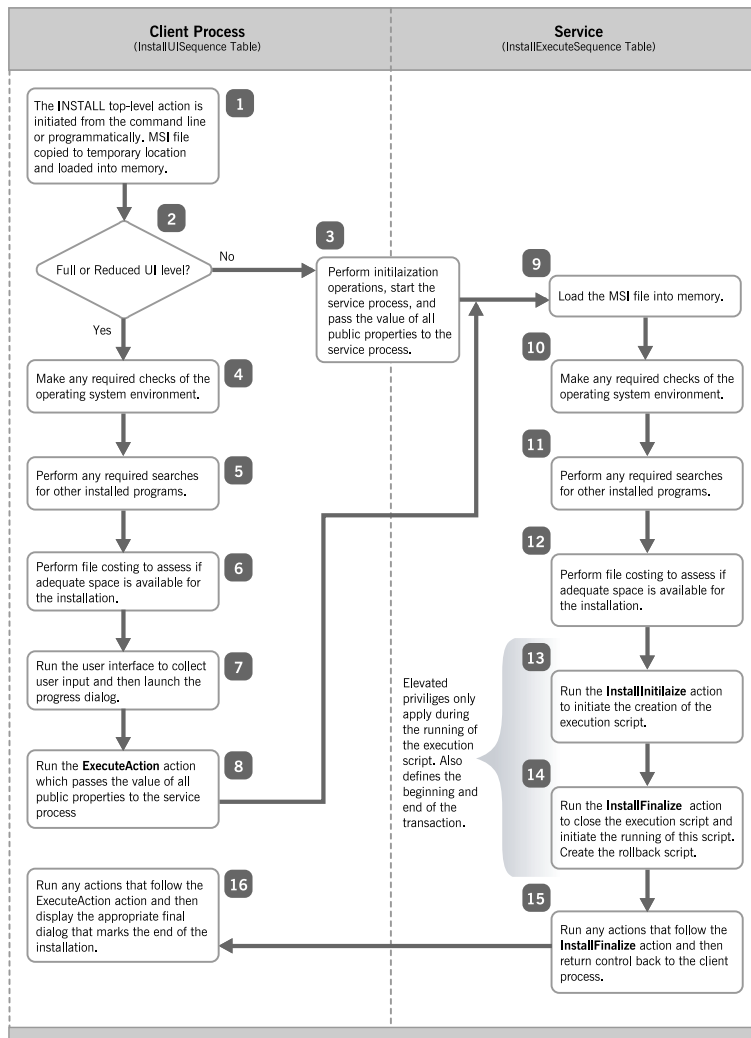 Client Process
(InstallUISequence Table)
Service
(InstallExecuteSequence Table)
1
The INSTALL top-level action is
initiated from the command line
or programmatically. MSI file
copied to temporary location
and loaded into memory.
2
Full or Reduced UI level?
No
Yes
3
Perform initilaization
operations, start the
service process, and
pass the value of all
public properties to the
service process.
4
Make any required checks of the
operating system environment.
5
Perform any required searches
for other installed programs.
6
Perform file costing to assess if
adequate space is available for
the installation.
7
Run the user interface to collect
user input and then launch the
progress dialog.
8
Run the ExecuteAction action
which passes the value of all
public properties to the service
process
9
Load the MSI file into memory.
10
Make any required checks of the
operating system environment.
11
Perform any required searches
for other installed programs.
12
Perform file costing to assess if
adequate space is available for
the installation.
Elevated
priviliges only
apply during
the running of
the execution
script. Also
defines the
beginning and
end of the
transaction.
13
Run the InstallInitilaize action
to initiate the creation of the
execution script.
14
Run the InstallFinalize action
to close the execution script and
initiate the running of this script.
Create the rollback script.
15
Run any actions that follow the
InstallFinalize action and then
return control back to the client
process.
16
Run any actions that follow the
ExecuteAction action and then
display the appropriate final
dialog that marks the end of the
installation.